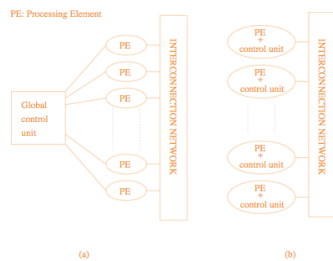 PE: Processing Element
Global
control
unit
PE
PE
PE
PE
PE
INTERCONNECTION NETWORK
(a)
PE
+
control unit
PE
+
control unit
PE
+
control unit
PE
+
control unit
INTERCONNECTION NETWORK
(b)